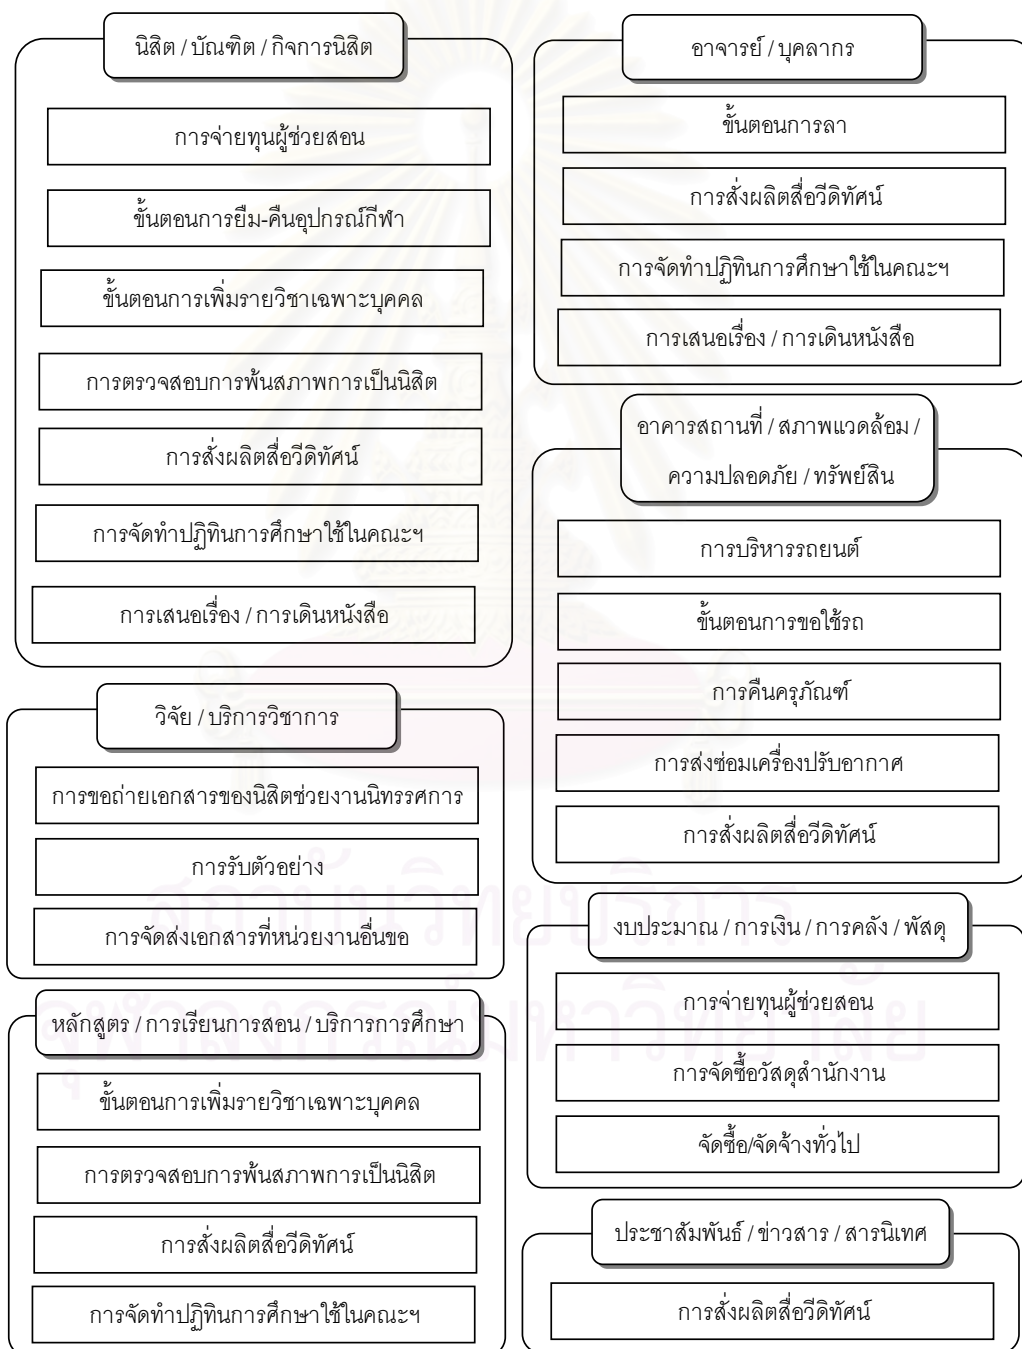 นิสิต / บัณฑิต / กิจการนิสิต
การจ่ายทุนผู้ช่วยสอน
ขั้นตอนการยืม-คืนอุปกรณ์กีฬา
ขั้นตอนการเพิ่มรายวิชาเฉพาะบุคคล
การตรวจสอบการพ้นสภาพการเป็นนิสิต
การสั่งผลิตสื่อวีดิทัศน์
การจัดทำปฏิทินการศึกษาใช้ในคณะฯ
การเสนอเรื่อง / การเดินหนังสือ
วิจัย / บริการวิชาการ
การขอถ่ายเอกสารของนิสิตช่วยงานนิทรรศการ
การรับตัวอย่าง
การจัดส่งเอกสารที่หน่วยงานอื่นขอ
หลักสูตร / การเรียนการสอน / บริการการศึกษา
ขั้นตอนการเพิ่มรายวิชาเฉพาะบุคคล
การตรวจสอบการพ้นสภาพการเป็นนิสิต
การสั่งผลิตสื่อวีดิทัศน์
การจัดทำปฏิทินการศึกษาใช้ในคณะฯ
อาจารย์ / บุคลากร
ขั้นตอนการลา
การสั่งผลิตสื่อวีดิทัศน์
การจัดทำปฏิทินการศึกษาใช้ในคณะฯ
การเสนอเรื่อง / การเดินหนังสือ
อาคารสถานที่ / สภาพแวดล้อม /
ความปลอดภัย / ทรัพย์สิน
การบริหารรถยนต์
ขั้นตอนการขอใช้รถ
การคืนครุภัณฑ์
การส่งซ่อมเครื่องปรับอากาศ
การสั่งผลิตสื่อวีดิทัศน์
งบประมาณ / การเงิน / การคลัง / พัสดุ
การจ่ายทุนผู้ช่วยสอน
การจัดซื้อวัสดุสำนักงาน
จัดซื้อ/จัดจ้างทั่วไป
ประชาสัมพันธ์ / ข่าวสาร / สารนิเทศ
การสั่งผลิตสื่อวีดิทัศน์
สถาบันวิทยบริการ
จุฬาลงกรณ์มหาวิทยาลัย